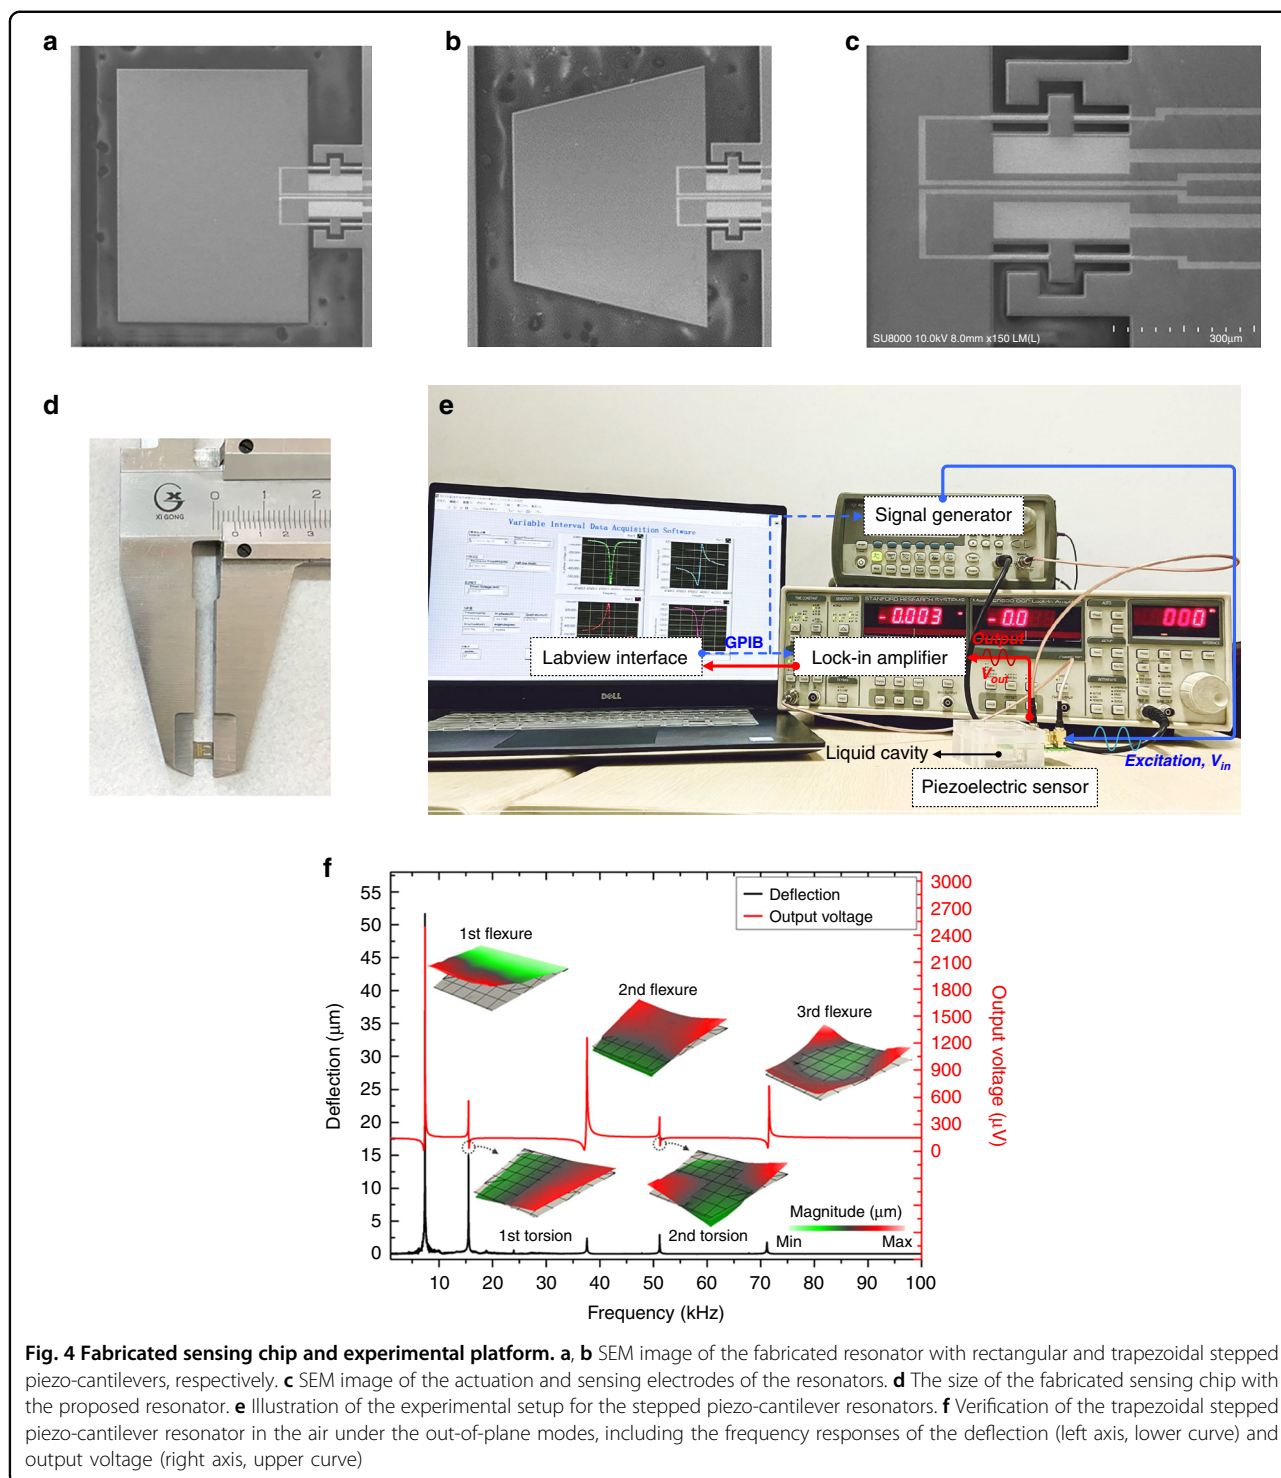 a
b
c
SU8000 10.0kV 8.0mm x150 LM(L)
300μm
d
XI GONG
0 1 2
0 1 2 3
e
Variable Interval Data Acquisition Software
Signal generator
STANFORD RESEARCH SYSTEMS
-0.003
-0.0
000
GPIB
Output
Labview interface
Lock-in amplifier
V_out
DELL
Liquid cavity
Excitation, V_in
Piezoelectric sensor
f
Deflection
Output voltage
1st flexure
2nd flexure
3rd flexure
1st torsion
2nd torsion
Magnitude (μm)
Min Max
Deflection (μm)
55
50
45
40
35
30
25
20
15
10
5
0
3000
2700
2400
2100
1800
1500
1200
900
600
300
0
Output voltage (μV)
10 20 30 40 50 60 70 80 90 100
Frequency (kHz)
Fig. 4 Fabricated sensing chip and experimental platform. a, b SEM image of the fabricated resonator with rectangular and trapezoidal stepped
piezo-cantilevers, respectively. c SEM image of the actuation and sensing electrodes of the resonators. d The size of the fabricated sensing chip with
the proposed resonator. e Illustration of the experimental setup for the stepped piezo-cantilever resonators. f Verification of the trapezoidal stepped
piezo-cantilever resonator in the air under the out-of-plane modes, including the frequency responses of the deflection (left axis, lower curve) and
output voltage (right axis, upper curve)